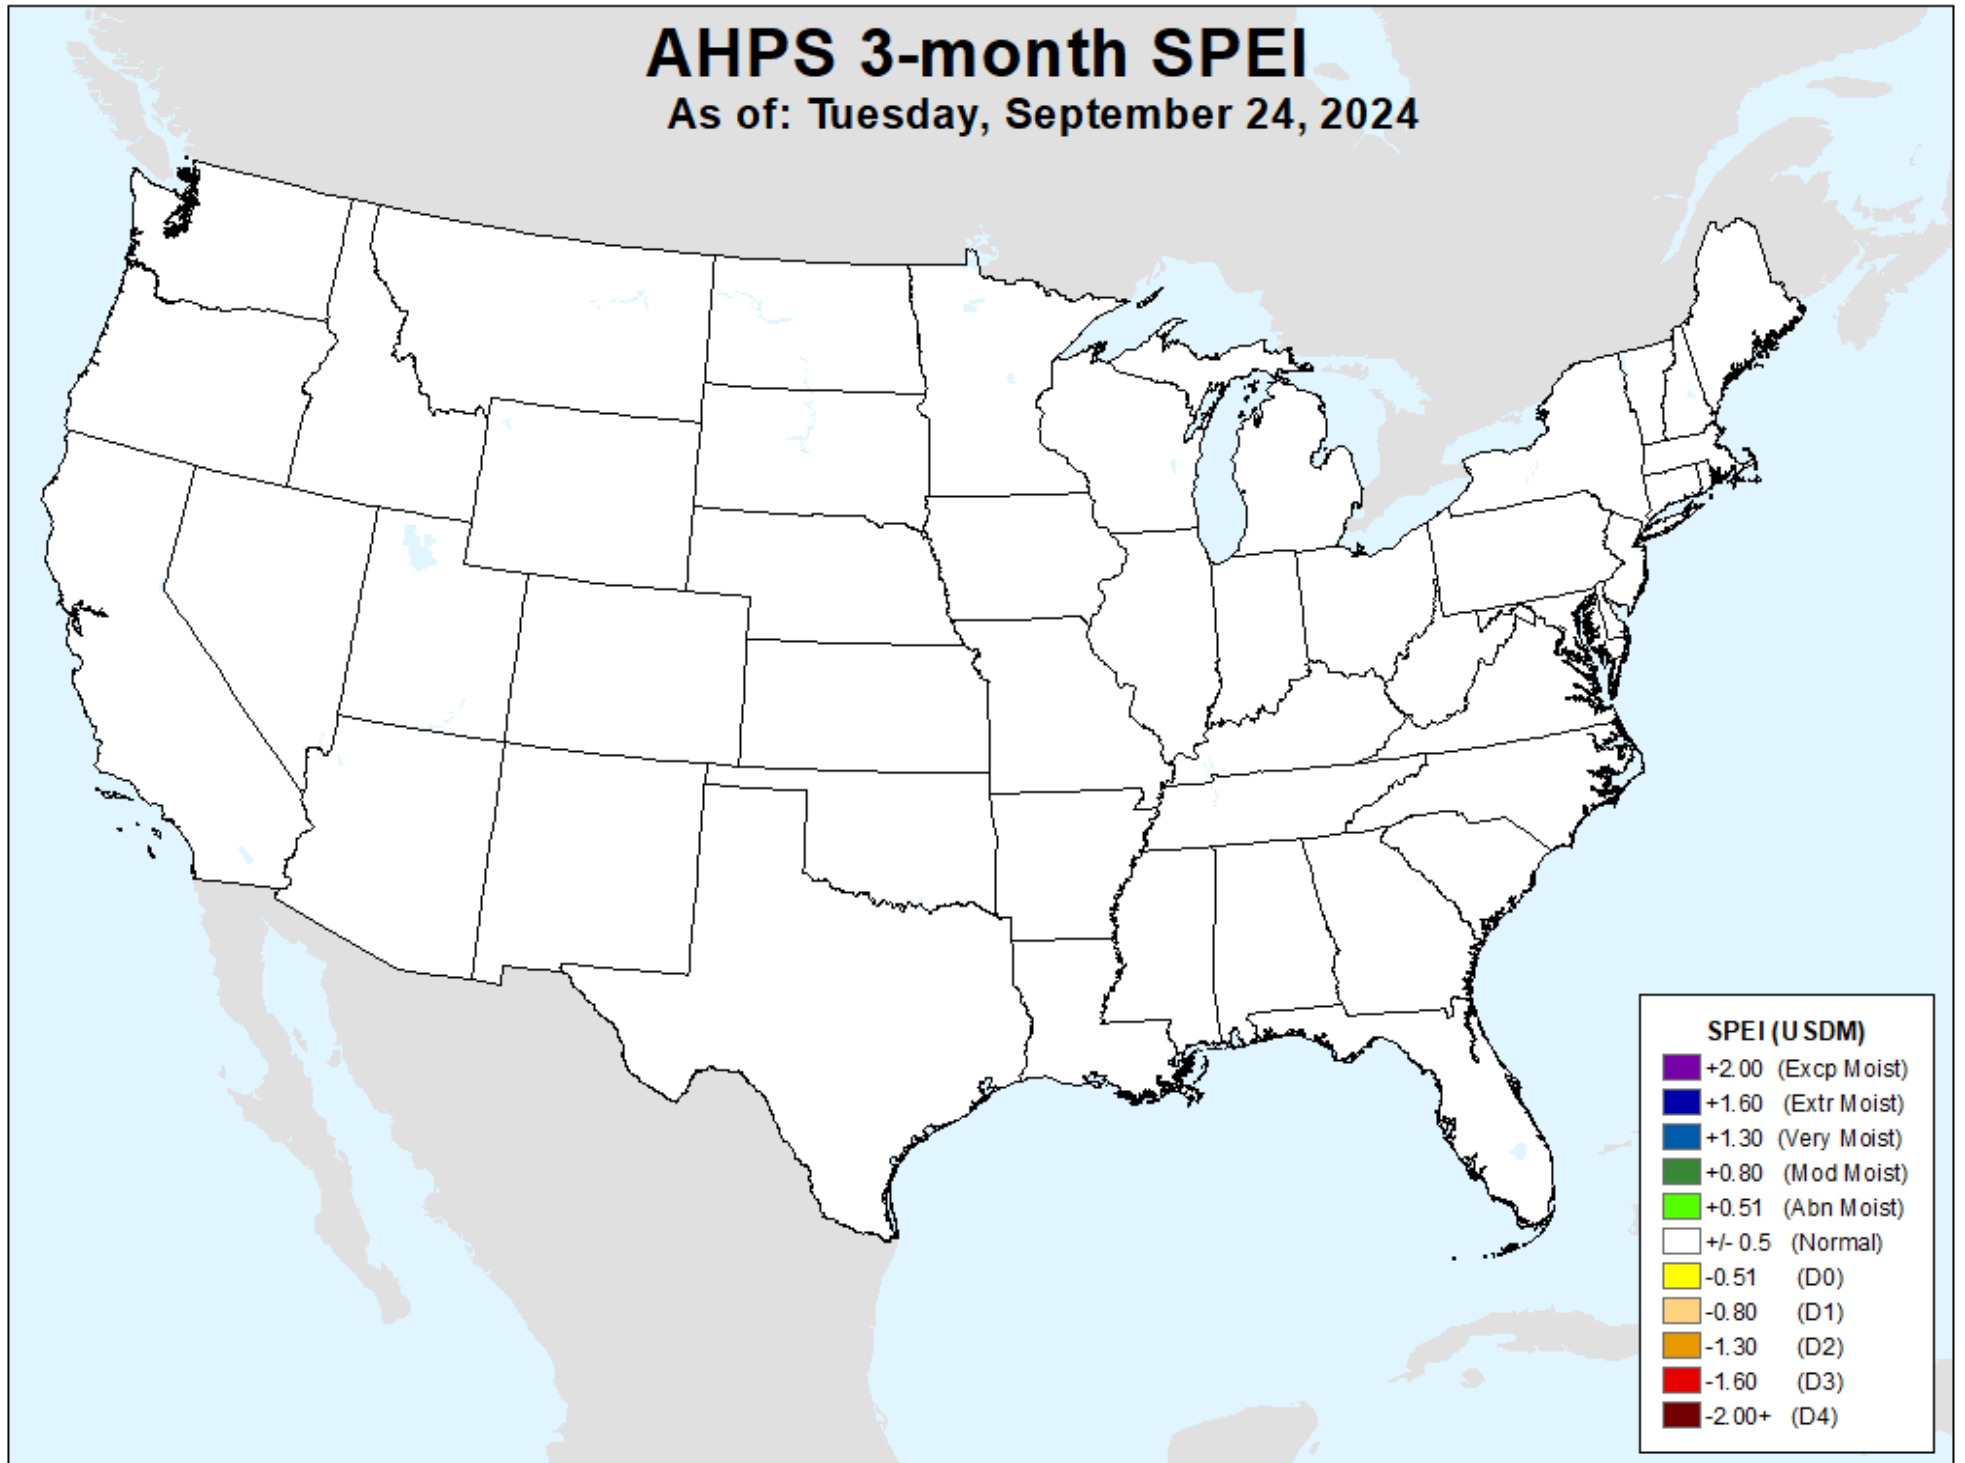 AHPS 3-month SPEI
As of: Tuesday, September 24, 2024
SPEI (USDM)
+2.00 (Excp Moist)
+1.60 (Extr Moist)
+1.30 (Very Moist)
+0.80 (Mod Moist)
+0.51 (Abn Moist)
+/- 0.5 (Normal)
-0.51 (D0)
-0.80 (D1)
-1.30 (D2)
-1.60 (D3)
-2.00+ (D4)